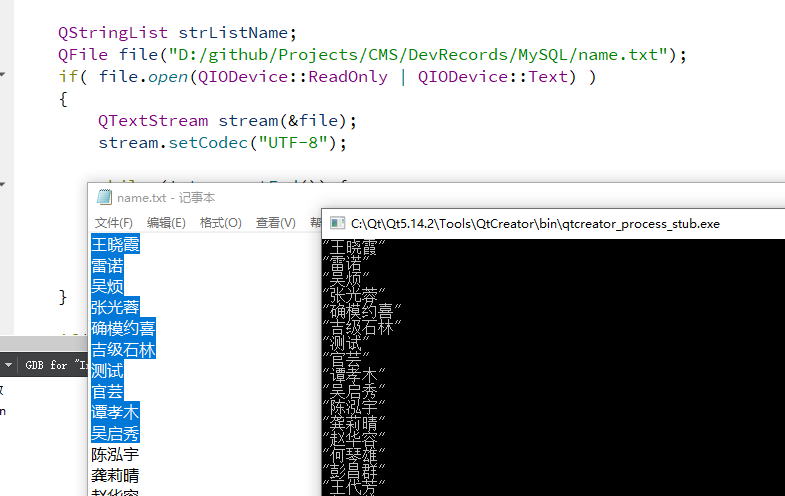 QStringList strListName;
QFile file("D:/github/Projects/CMS/DevRecords/MySQL/name.txt");
if( file.open(QIODevice::ReadOnly | QIODevice::Text) )
{
QTextStream stream(&file);
stream.setCodec("UTF-8");
}
GDB for "I
name.txt - 记事本
文件(F) 编辑(E) 格式(O) 查看(V) 帮
王晓霞
雷诺
吴烦
张光蓉
确模约喜
吉级石林
测试
官芸
谭孝木
吴启秀
陈泓宇
龚莉晴
赵华容
C:\Qt\Qt5.14.2\Tools\QtCreator\bin\qtcreator_process_stub.exe
"王晓霞"
"雷诺"
"吴烦"
"张光蓉"
"确模约喜"
"吉级石林"
"测试"
"官芸"
"谭孝木"
"吴启秀"
"陈泓宇"
"龚莉晴"
"赵华容"
"何琴雄"
"彭昌群"
"王代芳"